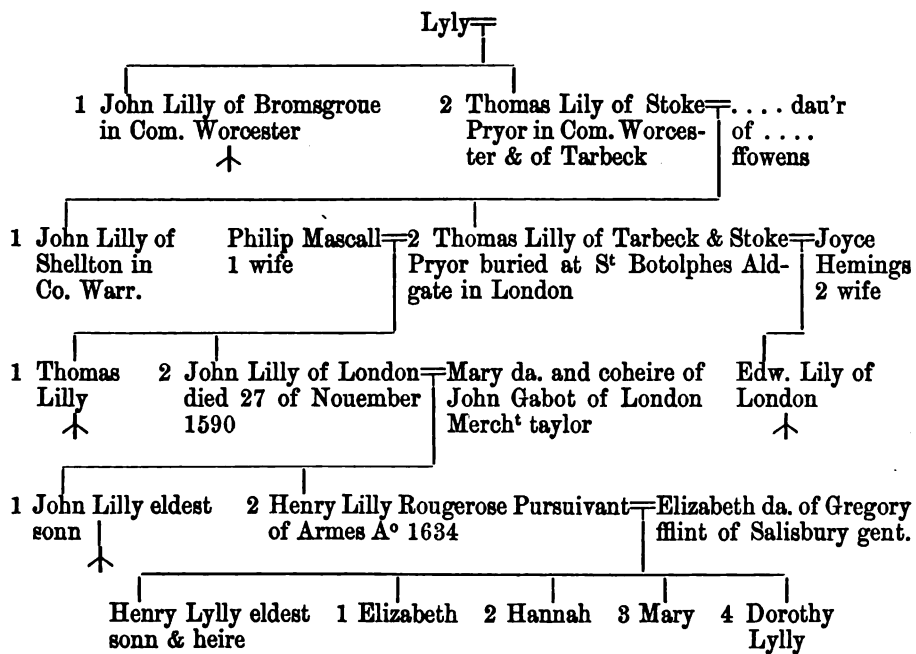 Lyly
1 John Lilly of Bromsgroue
in Com. Worcester
2 Thomas Lily of Stoke
Pryor in Com. Worces-
ter & of Tarbeck
. . . . dau'r
of . . . .
ffowens
1 John Lilly of
Shellton in
Co. Warr.
Philip Mascall
1 wife
2 Thomas Lilly of Tarbeck & Stoke
Pryor buried at Sᵗ Botolphes Ald-
gate in London
Joyce
Hemings
2 wife
1 Thomas
Lilly
2 John Lilly of London
died 27 of Nouember
1590
Mary da. and coheire of
John Gabot of London
Merchᵗ taylor
Edw. Lily of
London
1 John Lilly eldest
sonn
2 Henry Lilly Rougerose Pursuivant
of Armes Aᵒ 1634
Elizabeth da. of Gregory
fflint of Salisbury gent.
Henry Lylly eldest
sonn & heire
1 Elizabeth
2 Hannah
3 Mary
4 Dorothy
Lylly